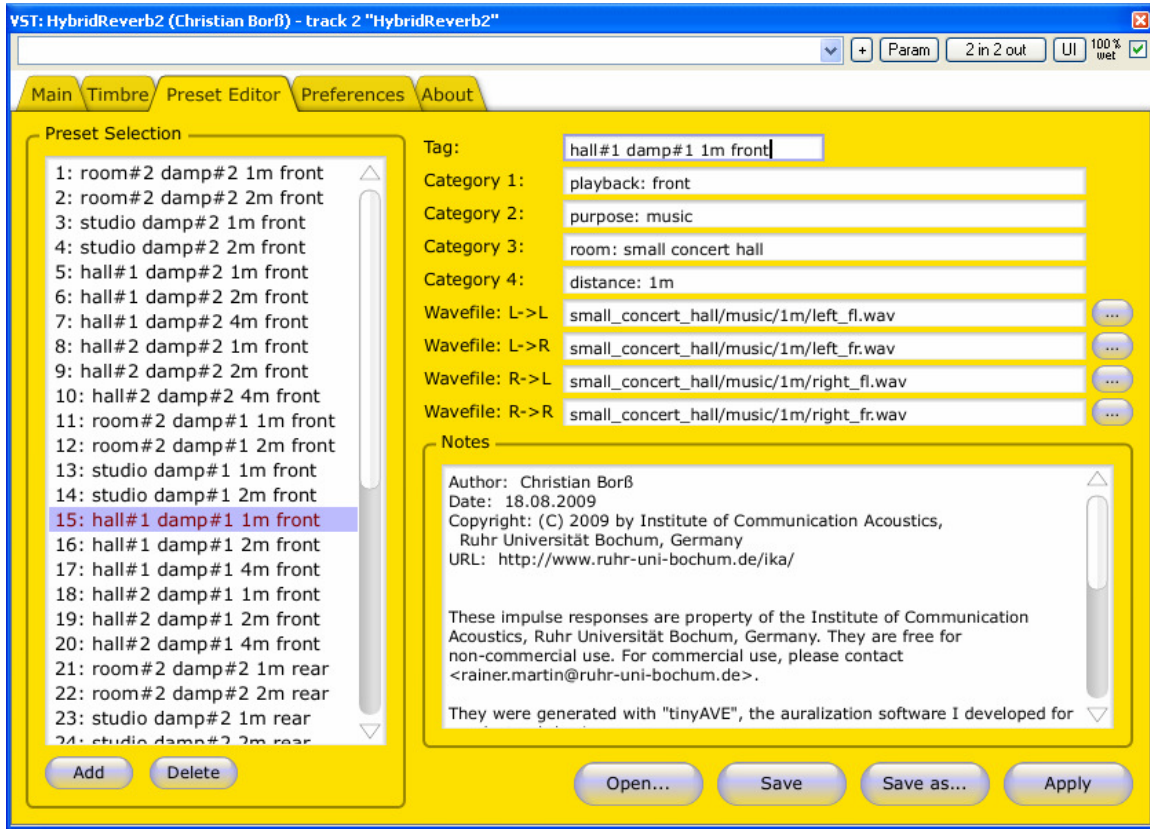 VST: HybridReverb2 (Christian Borß) - track 2 "HybridReverb2"
+ Param 2 in 2 out UI 100 % wet
Main Timbre Preset Editor Preferences About
Preset Selection
1: room#2 damp#2 1m front
2: room#2 damp#2 2m front
3: studio damp#2 1m front
4: studio damp#2 2m front
5: hall#1 damp#2 1m front
6: hall#1 damp#2 2m front
7: hall#1 damp#2 4m front
8: hall#2 damp#2 1m front
9: hall#2 damp#2 2m front
10: hall#2 damp#2 4m front
11: room#2 damp#1 1m front
12: room#2 damp#1 2m front
13: studio damp#1 1m front
14: studio damp#1 2m front
15: hall#1 damp#1 1m front
16: hall#1 damp#1 2m front
17: hall#1 damp#1 4m front
18: hall#2 damp#1 1m front
19: hall#2 damp#1 2m front
20: hall#2 damp#1 4m front
21: room#2 damp#2 1m rear
22: room#2 damp#2 2m rear
23: studio damp#2 1m rear
24: studio damp#2 2m rear
Add Delete
Tag: hall#1 damp#1 1m front
Category 1: playback: front
Category 2: purpose: music
Category 3: room: small concert hall
Category 4: distance: 1m
Wavefile: L->L small_concert_hall/music/1m/left_fl.wav ...
Wavefile: L->R small_concert_hall/music/1m/left_fr.wav ...
Wavefile: R->L small_concert_hall/music/1m/right_fl.wav ...
Wavefile: R->R small_concert_hall/music/1m/right_fr.wav ...
Notes
Author: Christian Borß
Date: 18.08.2009
Copyright: (C) 2009 by Institute of Communication Acoustics,
Ruhr Universität Bochum, Germany
URL: http://www.ruhr-uni-bochum.de/ika/
These impulse responses are property of the Institute of Communication
Acoustics, Ruhr Universität Bochum, Germany. They are free for
non-commercial use. For commercial use, please contact
<rainer.martin@ruhr-uni-bochum.de>.
They were generated with "tinyAVE", the auralization software I developed for
Open... Save Save as... Apply